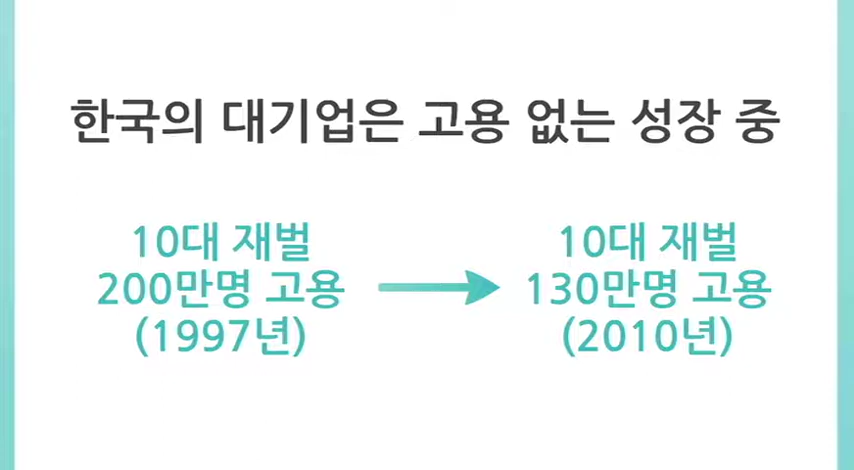 한국의 대기업은 고용 없는 성장 중
10대 재벌
200만명 고용
(1997년)
10대 재벌
130만명 고용
(2010년)